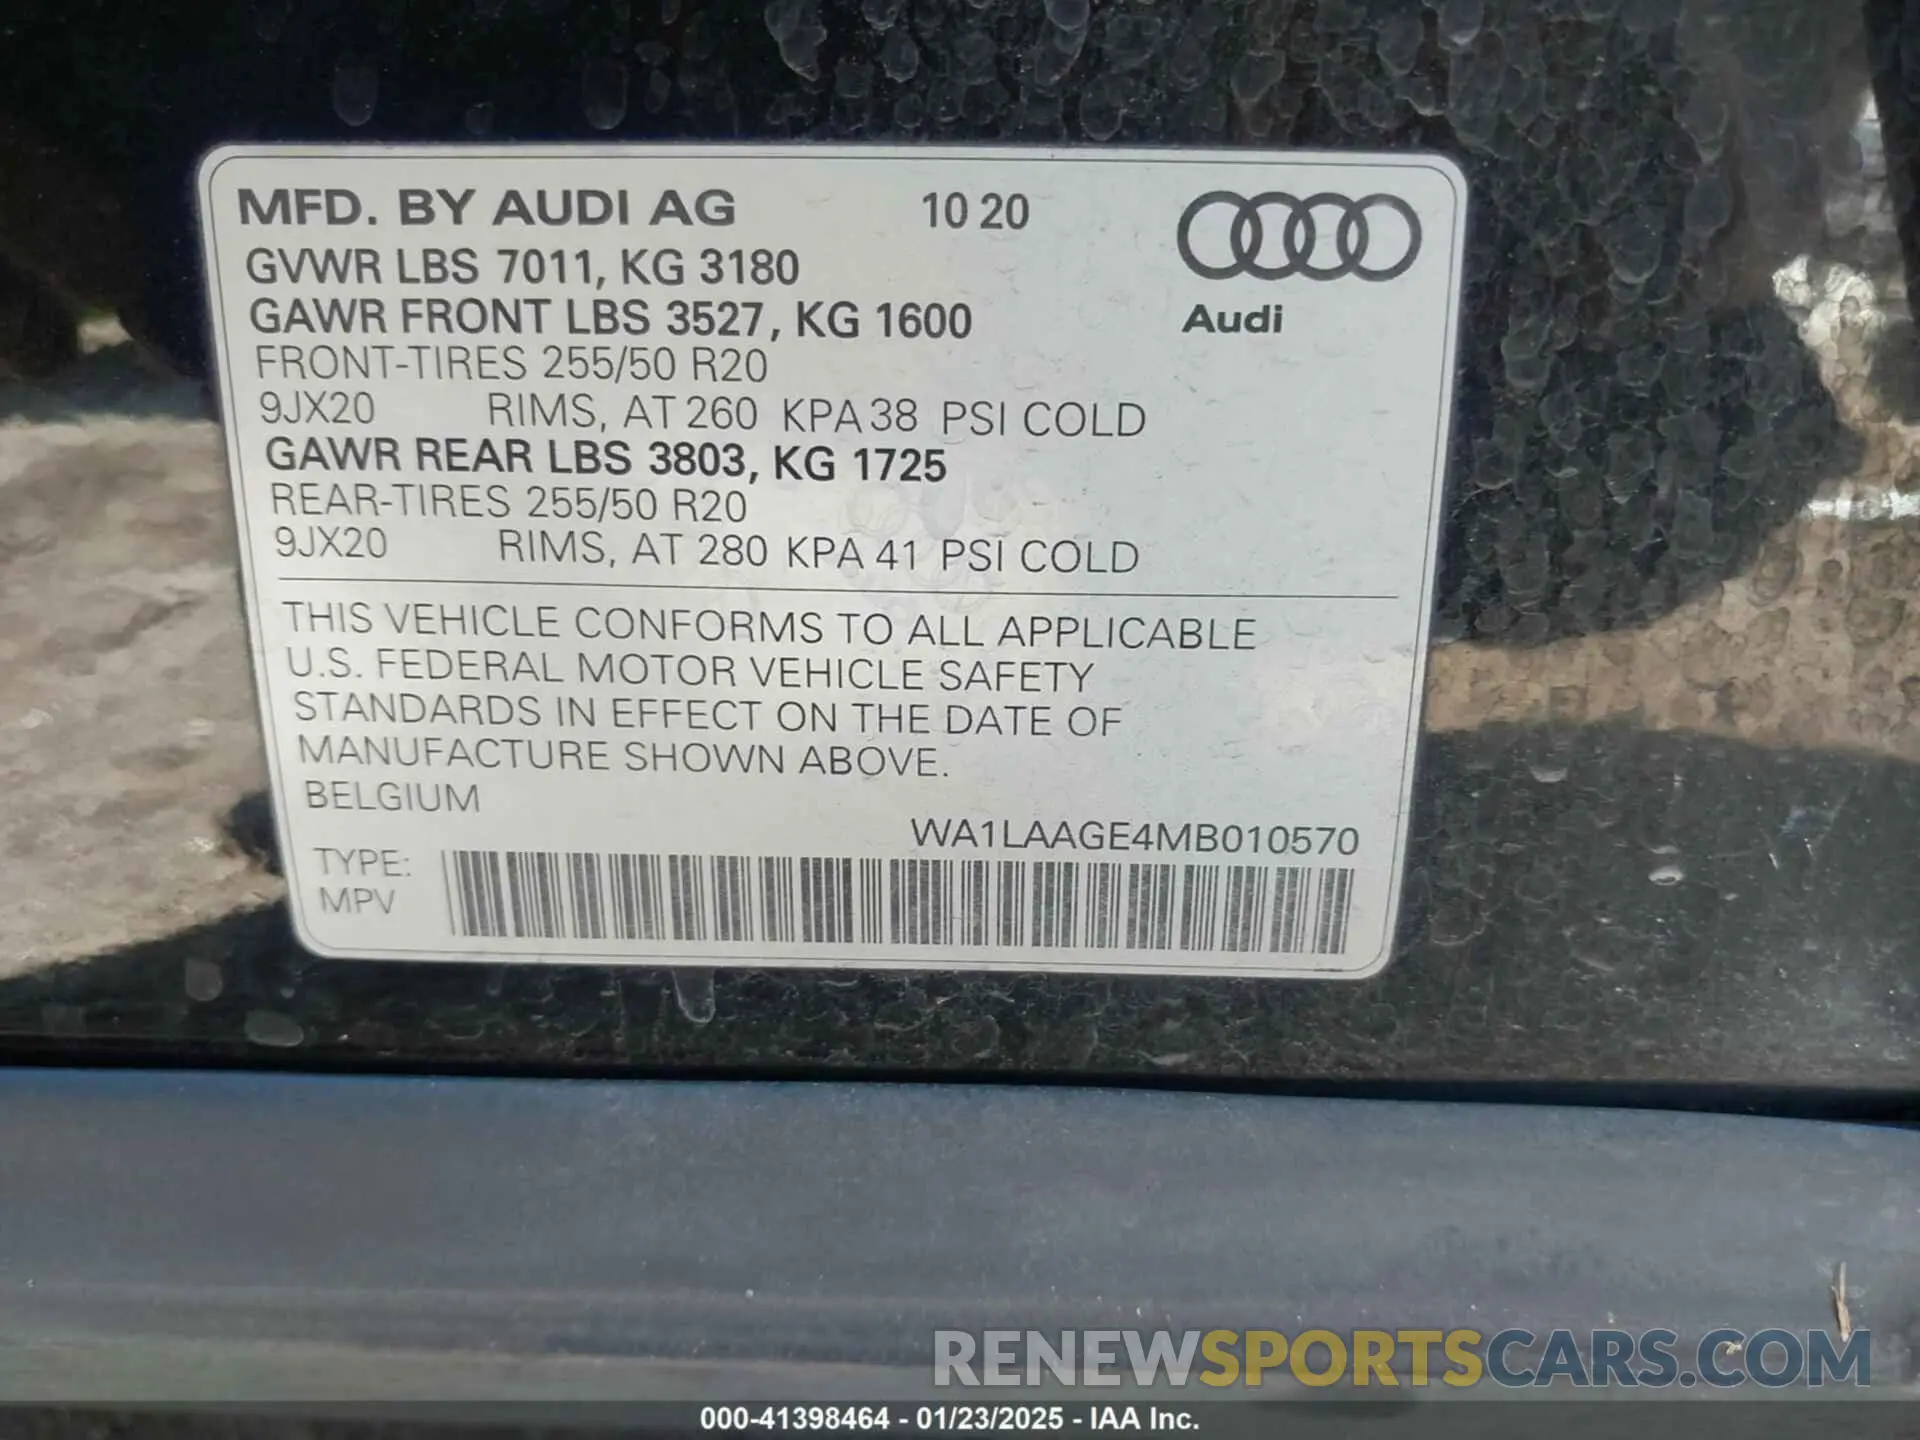 MFD. BY AUDI AG 10 20
GVWR LBS 7011, KG 3180
GAWR FRONT LBS 3527, KG 1600
Audi
FRONT-TIRES 255/50 R20
9JX20 RIMS, AT 260 KPA 38 PSI COLD
GAWR REAR LBS 3803, KG 1725
REAR-TIRES 255/50 R20
9JX20 RIMS, AT 280 KPA 41 PSI COLD
THIS VEHICLE CONFORMS TO ALL APPLICABLE
U.S. FEDERAL MOTOR VEHICLE SAFETY
STANDARDS IN EFFECT ON THE DATE OF
MANUFACTURE SHOWN ABOVE.
BELGIUM
WA1LAAGE4MB010570
TYPE:
MPV
RENEWSPORTSCARS.COM
000-41398464 - 01/23/2025 - IAA Inc.